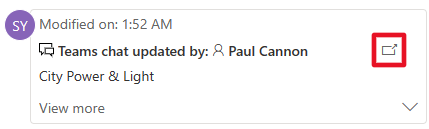 SY
Modified on: 1:52 AM
Teams chat updated by: Paul Cannon
City Power & Light
View more